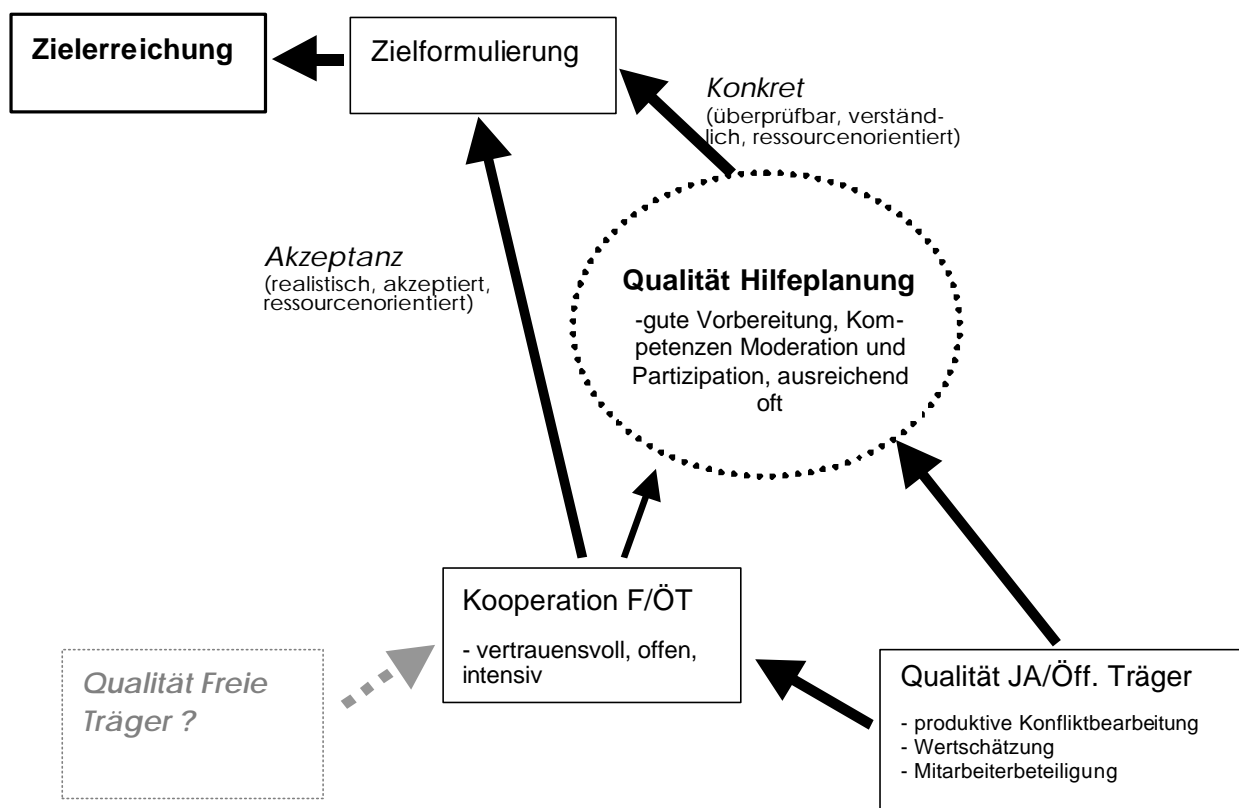 Zielerreichung
Zielformulierung
Konkret
(überprüfbar, verständ-
lich, ressourcenorientiert)
Akzeptanz
(realistisch, akzeptiert,
ressourcenorientiert)
Qualität Hilfeplanung
-gute Vorbereitung, Kom-
petenzen Moderation und
Partizipation, ausreichend
oft
Kooperation F/ÖT
- vertrauensvoll, offen,
intensiv
Qualität Freie
Träger ?
Qualität JA/Öff. Träger
- produktive Konfliktbearbeitung
- Wertschätzung
- Mitarbeiterbeteiligung